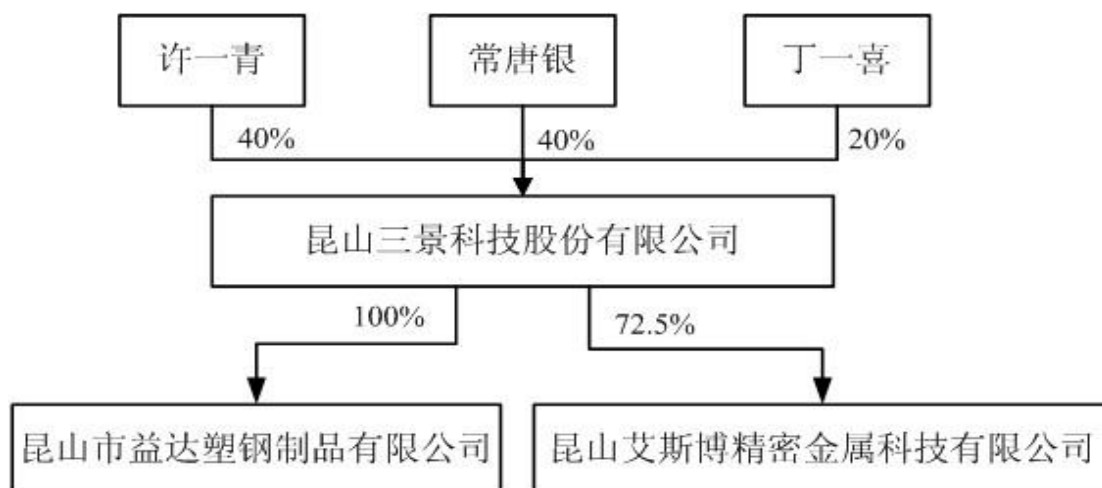 许一青
常唐银
丁一喜
40%
40%
20%
昆山三景科技股份有限公司
100%
72.5%
昆山市益达塑钢制品有限公司
昆山艾斯博精密金属科技有限公司